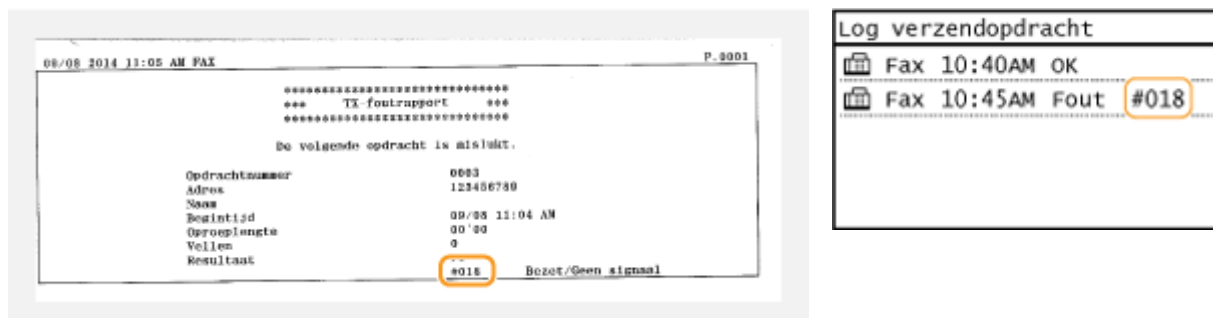 08/08 2014 11:05 AM FAX P.0001
*******************************
*** TX-foutrapport ***
*******************************
De volgende opdracht is mislukt.
Opdrachtnummer 0003
Adres 123456789
Naam
Begintijd 09/08 11:04 AM
Oproeplengte 00'00
Vellen 0
Resultaat
#018 Bezet/Geen signaal
Log verzendopdracht
Fax 10:40AM OK
Fax 10:45AM Fout #018